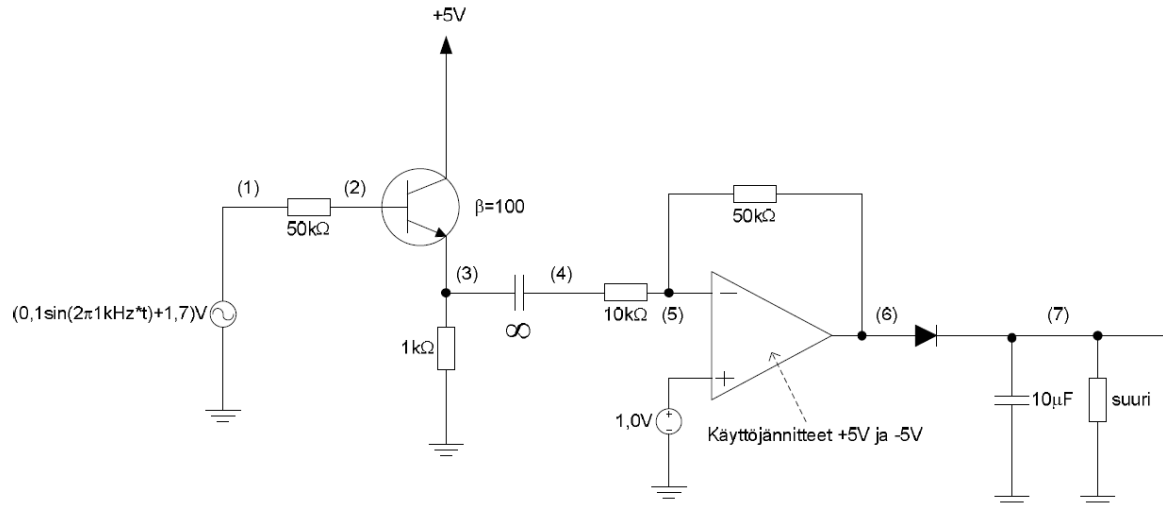 +5V
(1)
(2)
50kΩ
β=100
(0,1sin(2π1kHz*t)+1,7)V
(3)
(4)
∞
1kΩ
50kΩ
10kΩ
(5)
−
+
(6)
(7)
1,0V
+
−
Käyttöjännitteet +5V ja -5V
10μF
suuri